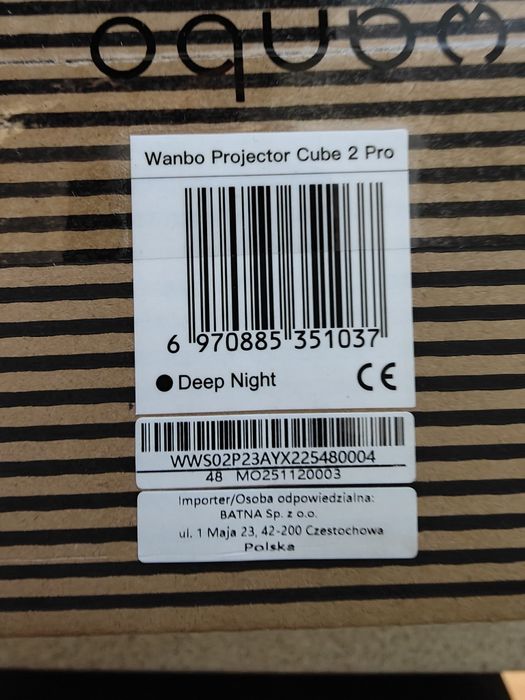 wanbo
Wanbo Projector Cube 2 Pro
6 970885 351037
Deep Night CE
WWS02P23AYX225480004
48 MO251120003
Importer/Osoba odpowiedzialna:
BATNA Sp. z o.o.
ul. 1 Maja 23, 42-200 Czestochowa
Polska